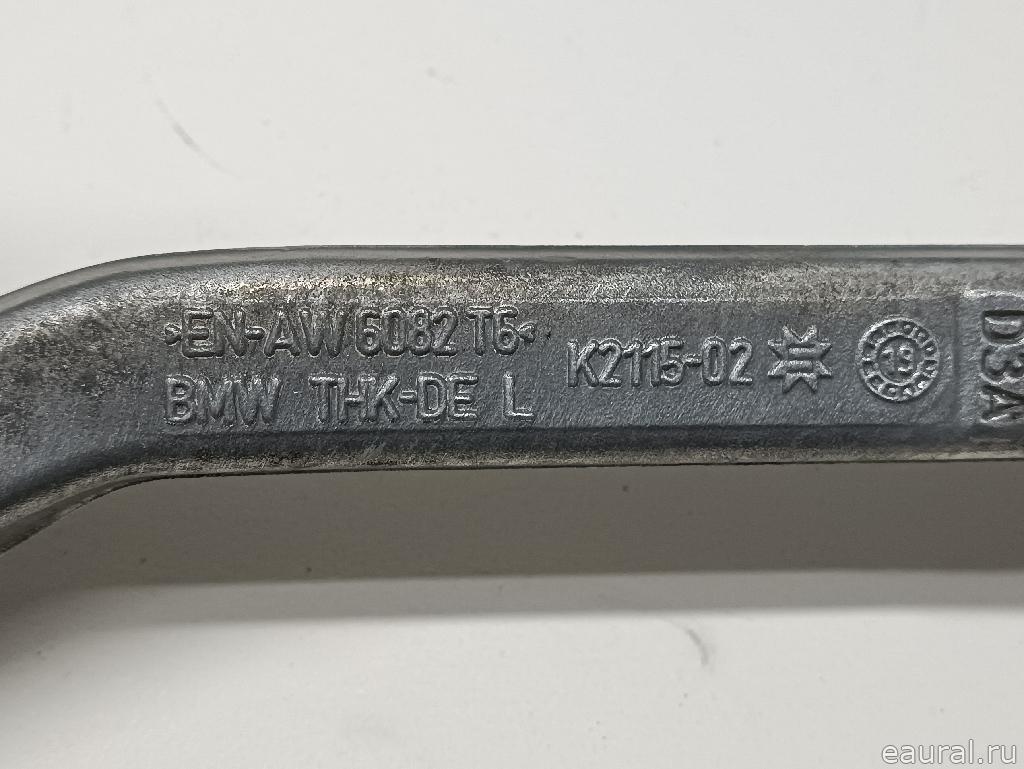 >EN-AW 6082 T6<
BMW THK-DE L
K2115-02
19
D3A
eaural.ru